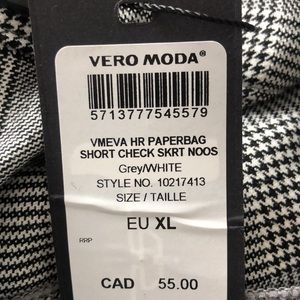 VERO MODA®
5713777545579
VMEVA HR PAPERBAG
SHORT CHECK SKRT NOOS
Grey/WHITE
STYLE NO. 10217413
SIZE / TAILLE
EU XL
RRP
CAD 55.00